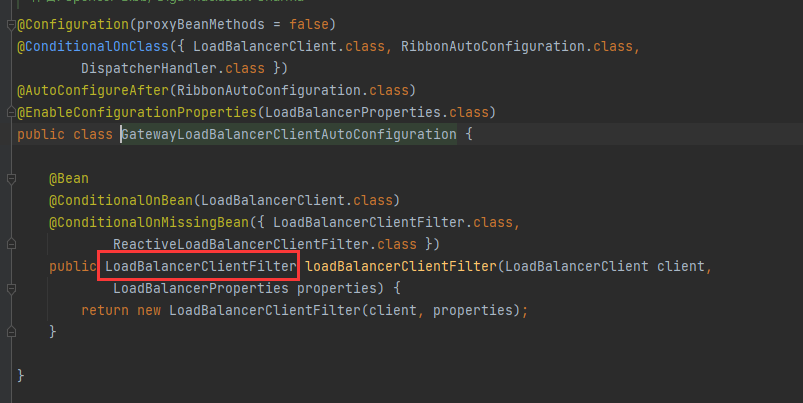 @Configuration(proxyBeanMethods = false)
@ConditionalOnClass({ LoadBalancerClient.class, RibbonAutoConfiguration.class,
DispatcherHandler.class })
@AutoConfigureAfter(RibbonAutoConfiguration.class)
@EnableConfigurationProperties(LoadBalancerProperties.class)
public class GatewayLoadBalancerClientAutoConfiguration {
@Bean
@ConditionalOnBean(LoadBalancerClient.class)
@ConditionalOnMissingBean({ LoadBalancerClientFilter.class,
ReactiveLoadBalancerClientFilter.class })
public LoadBalancerClientFilter loadBalancerClientFilter(LoadBalancerClient client,
LoadBalancerProperties properties) {
return new LoadBalancerClientFilter(client, properties);
}
}